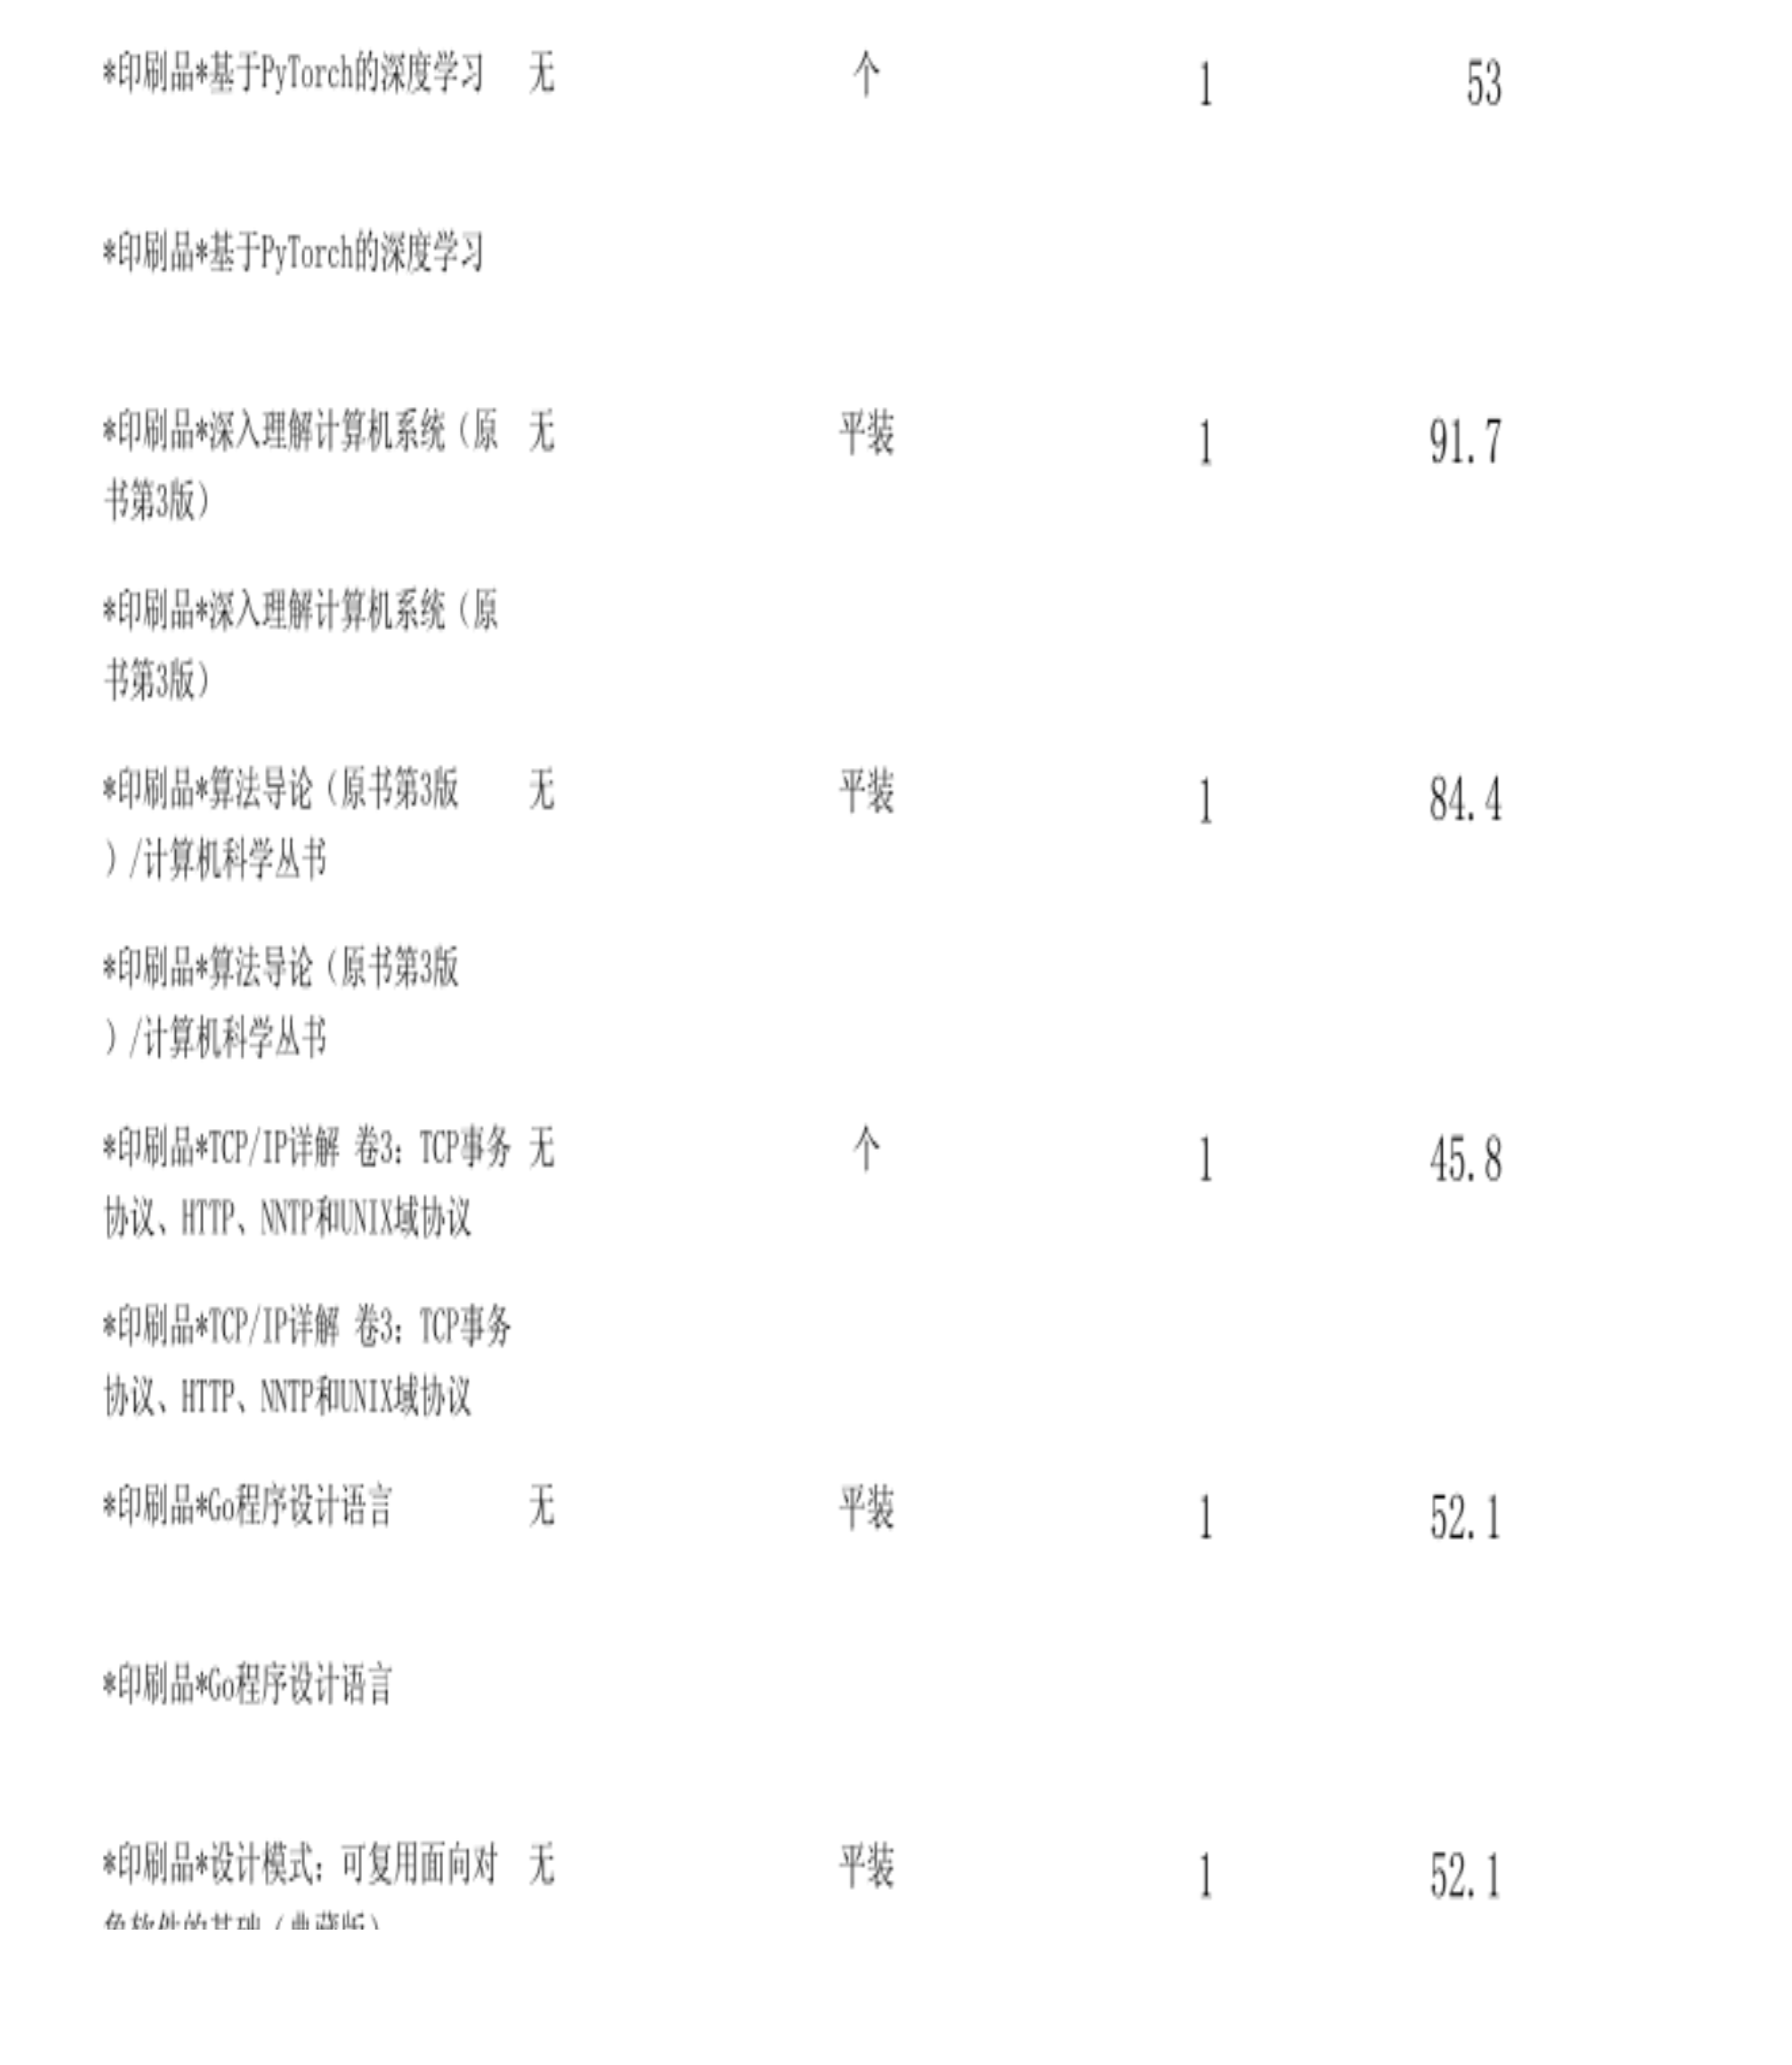 *印刷品*基于PyTorch的深度学习 无 个 1 53
*印刷品*基于PyTorch的深度学习
*印刷品*深入理解计算机系统（原 无 平装 1 91.7
书第3版）
*印刷品*深入理解计算机系统（原
书第3版）
*印刷品*算法导论（原书第3版 无 平装 1 84.4
）/计算机科学丛书
*印刷品*算法导论（原书第3版
）/计算机科学丛书
*印刷品*TCP/IP详解 卷3：TCP事务 无 个 1 45.8
协议、HTTP、NNTP和UNIX域协议
*印刷品*TCP/IP详解 卷3：TCP事务
协议、HTTP、NNTP和UNIX域协议
*印刷品*Go程序设计语言 无 平装 1 52.1
*印刷品*Go程序设计语言
*印刷品*设计模式：可复用面向对 无 平装 1 52.1